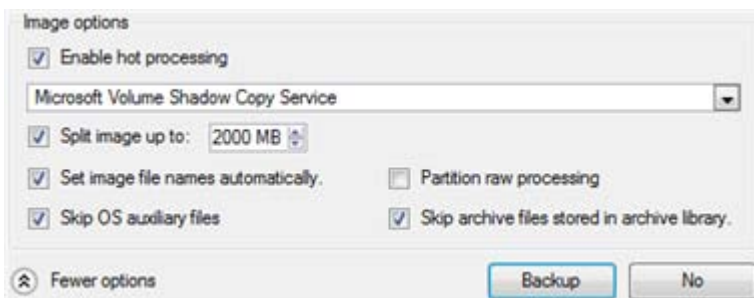 Image options
Enable hot processing
Microsoft Volume Shadow Copy Service
Split image up to: 2000 MB
Set image file names automatically. Partition raw processing
Skip OS auxiliary files Skip archive files stored in archive library.
Fewer options Backup No